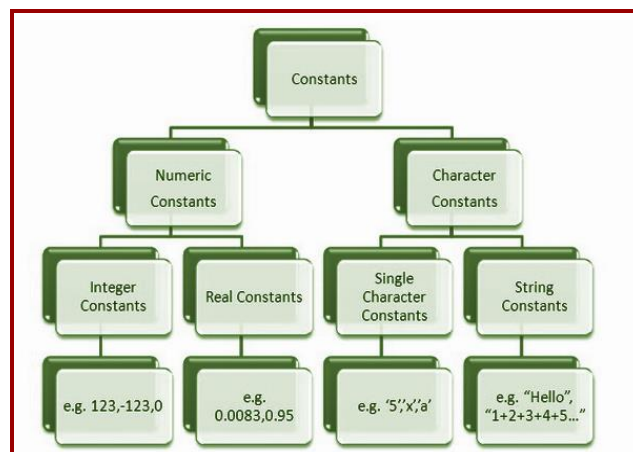 Constants
Numeric
Constants
Character
Constants
Integer
Constants
Real Constants
Single
Character
Constants
String
Constants
e.g. 123,-123,0
e.g.
0.0083,0.95
e.g. ‘5’,’x’,’a’
e.g. “Hello”,
“1+2+3+4+5...”